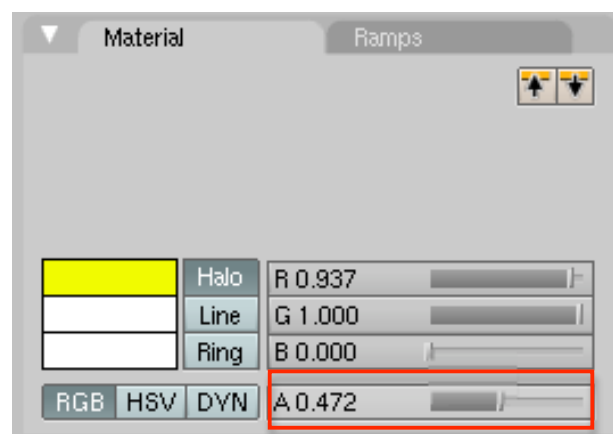 Material Ramps
Halo R 0.937
Line G 1.000
Ring B 0.000
RGB HSV DYN A 0.472